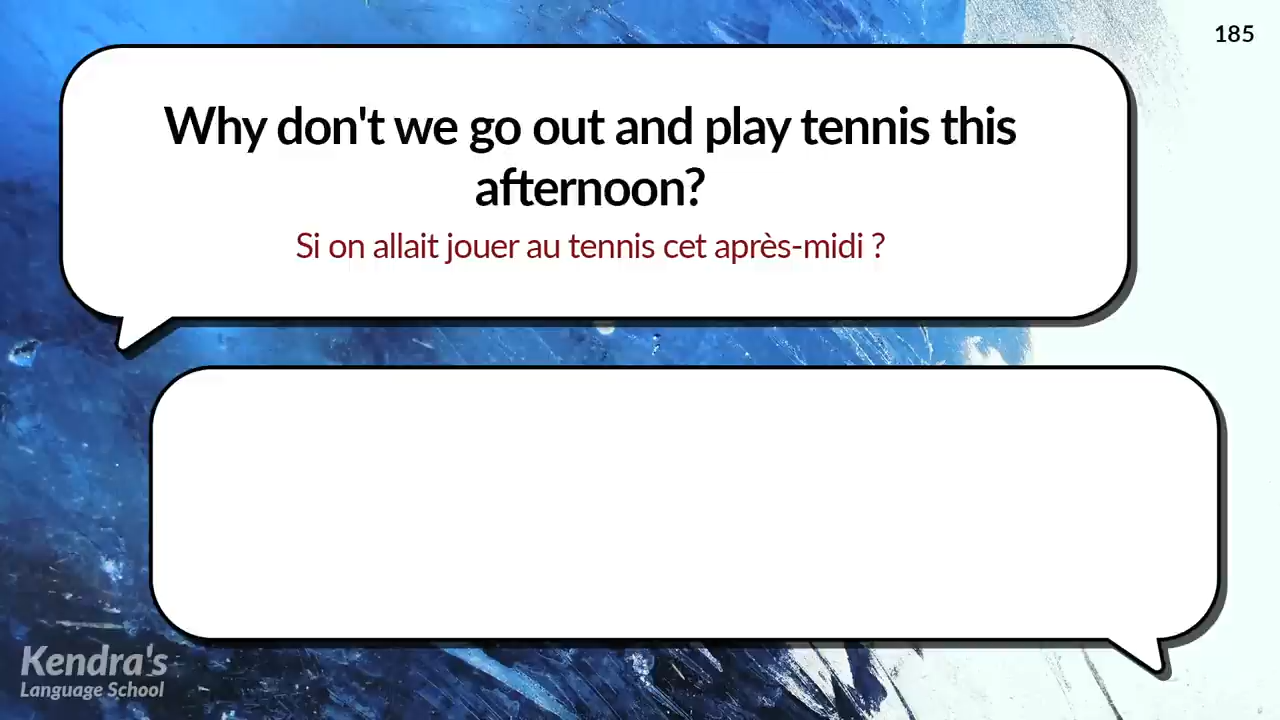 185
Why don't we go out and play tennis this
afternoon?
Si on allait jouer au tennis cet après-midi ?
Kendra's
Language School